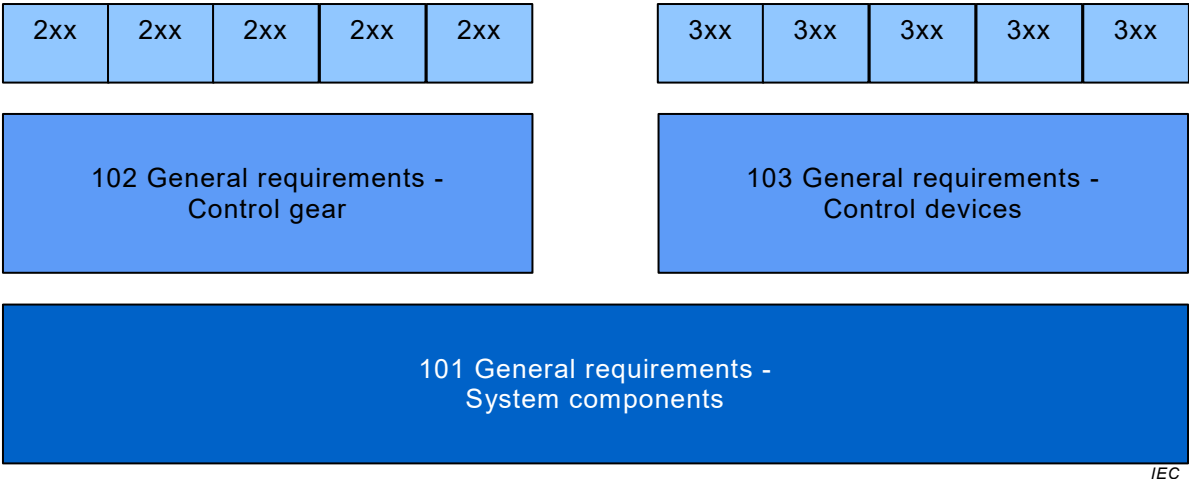 2xx 2xx 2xx 2xx 2xx 3xx 3xx 3xx 3xx 3xx
102 General requirements -
Control gear
103 General requirements -
Control devices
101 General requirements -
System components
IEC